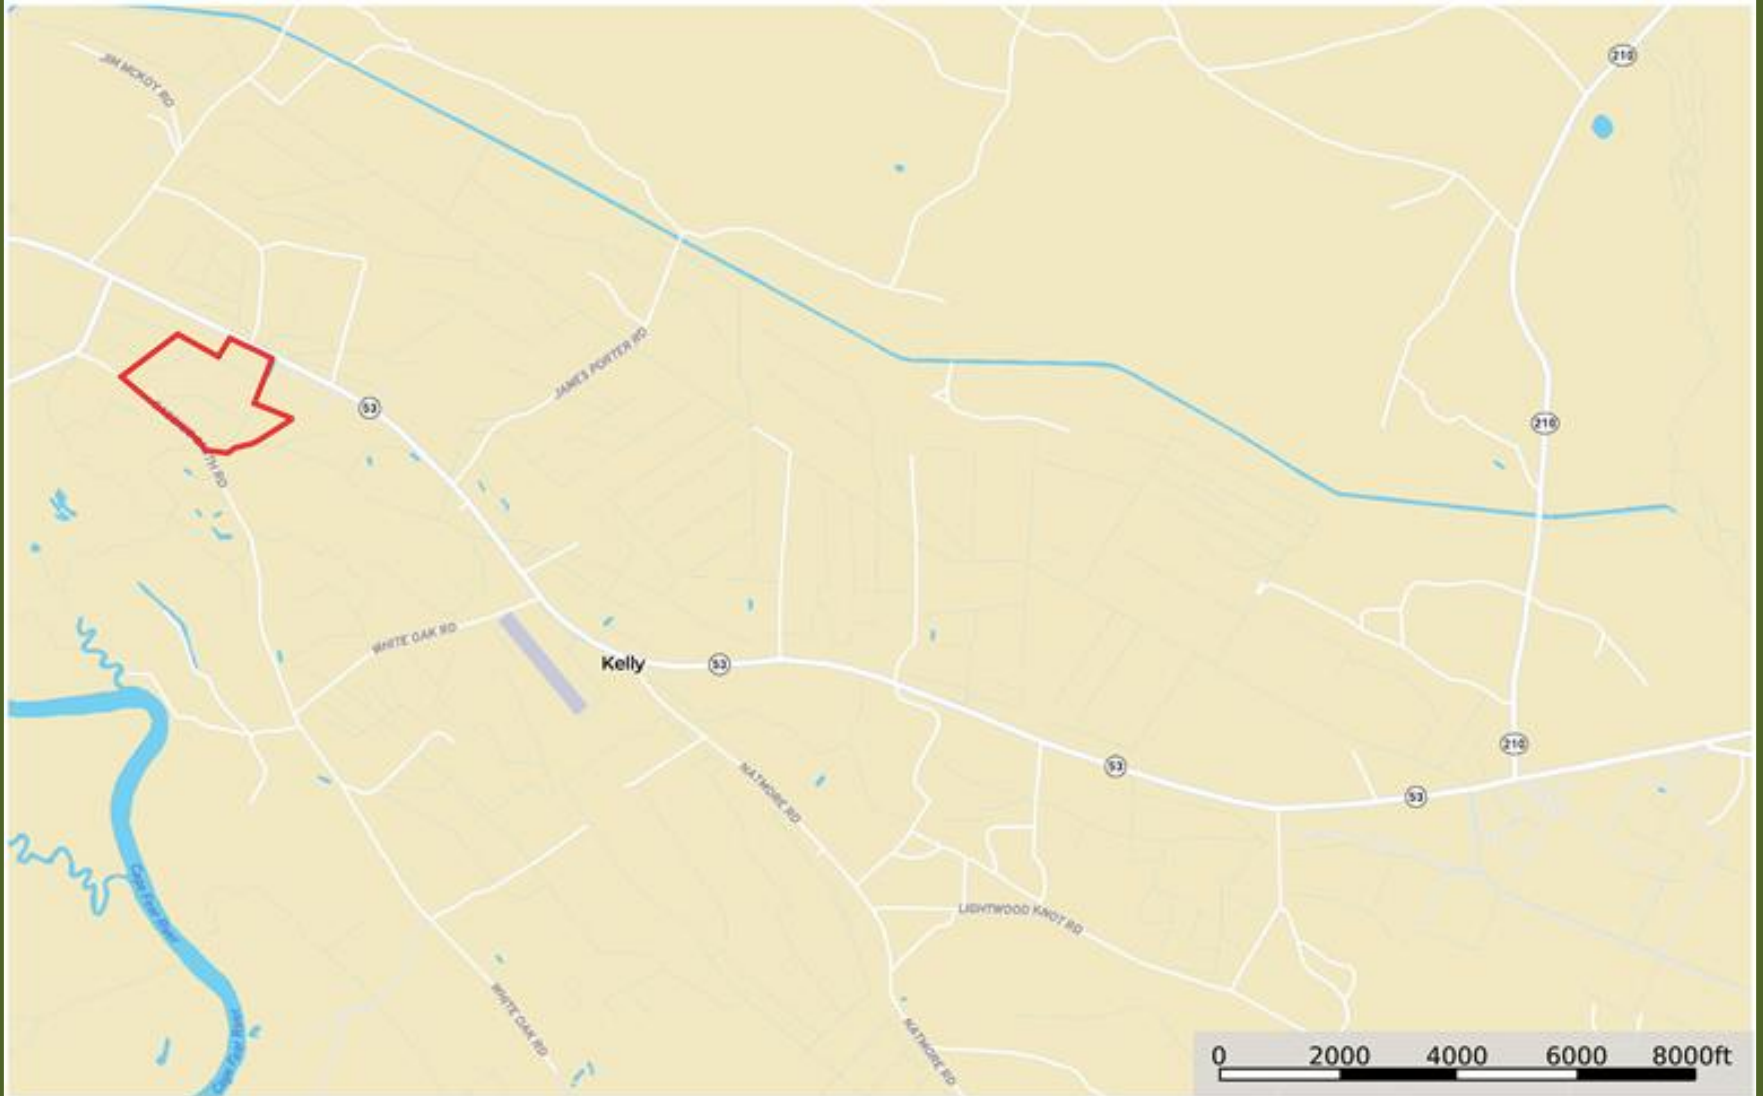 210
JIM MCKOY RD
JAMES PORTER RD
53
210
TH RD
WHITE OAK RD
Kelly
53
210
53
53
NATMORE RD
Cape Fear River
LIGHTWOOD KNOT RD
WHITE OAK RD
NATMORE RD
Cape Fear River
0 2000 4000 6000 8000ft